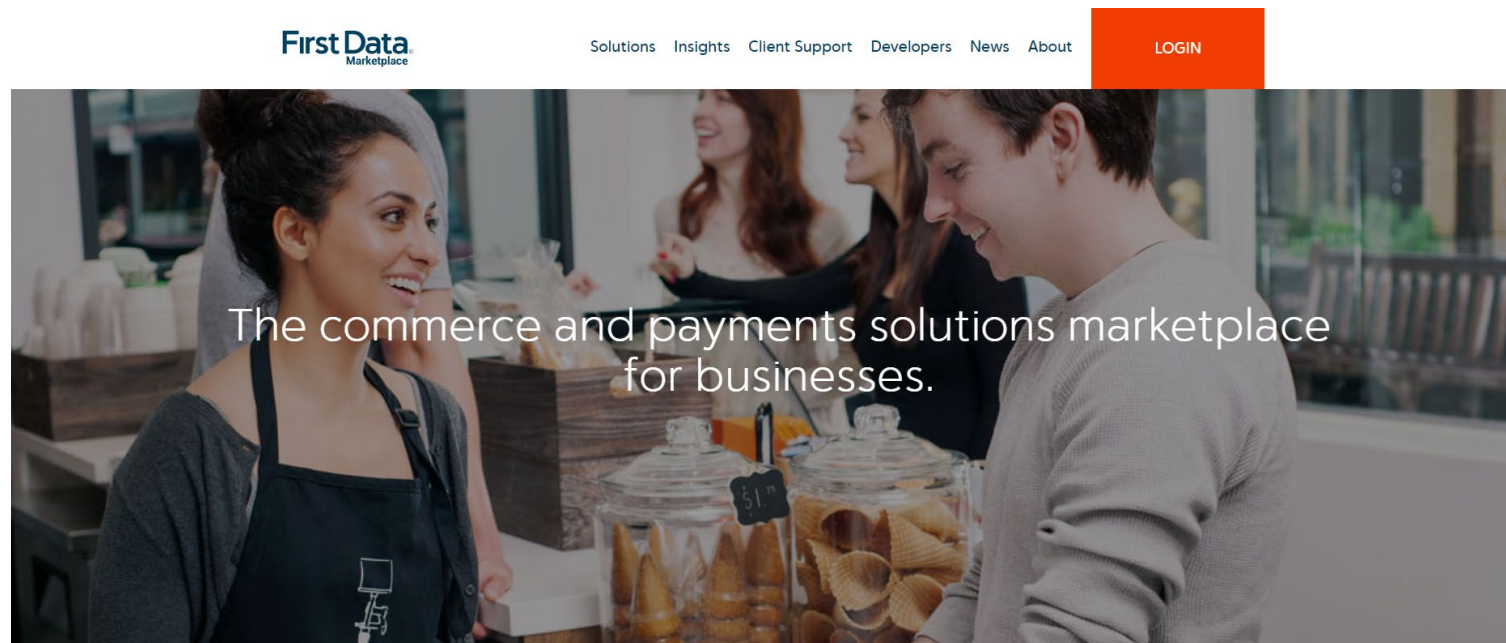 First Data®
Marketplace
Solutions Insights Client Support Developers News About
LOGIN
The commerce and payments solutions marketplace
for businesses.
$1.75